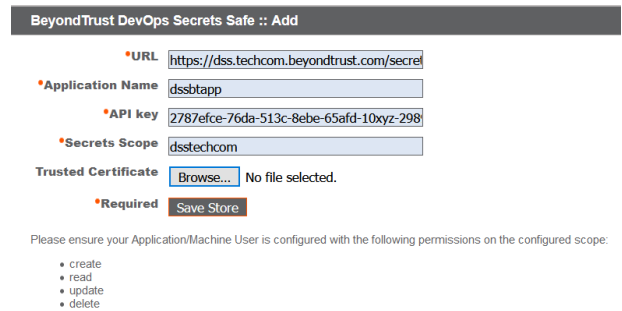 BeyondTrust DevOps Secrets Safe :: Add
•URL https://dss.techcom.beyondtrust.com/secret
•Application Name dssbtapp
•API key 2787efce-76da-513c-8ebe-65afd-10xyz-298
•Secrets Scope dsstechcom
Trusted Certificate Browse... No file selected.
•Required Save Store
Please ensure your Application/Machine User is configured with the following permissions on the configured scope:
• create
• read
• update
• delete